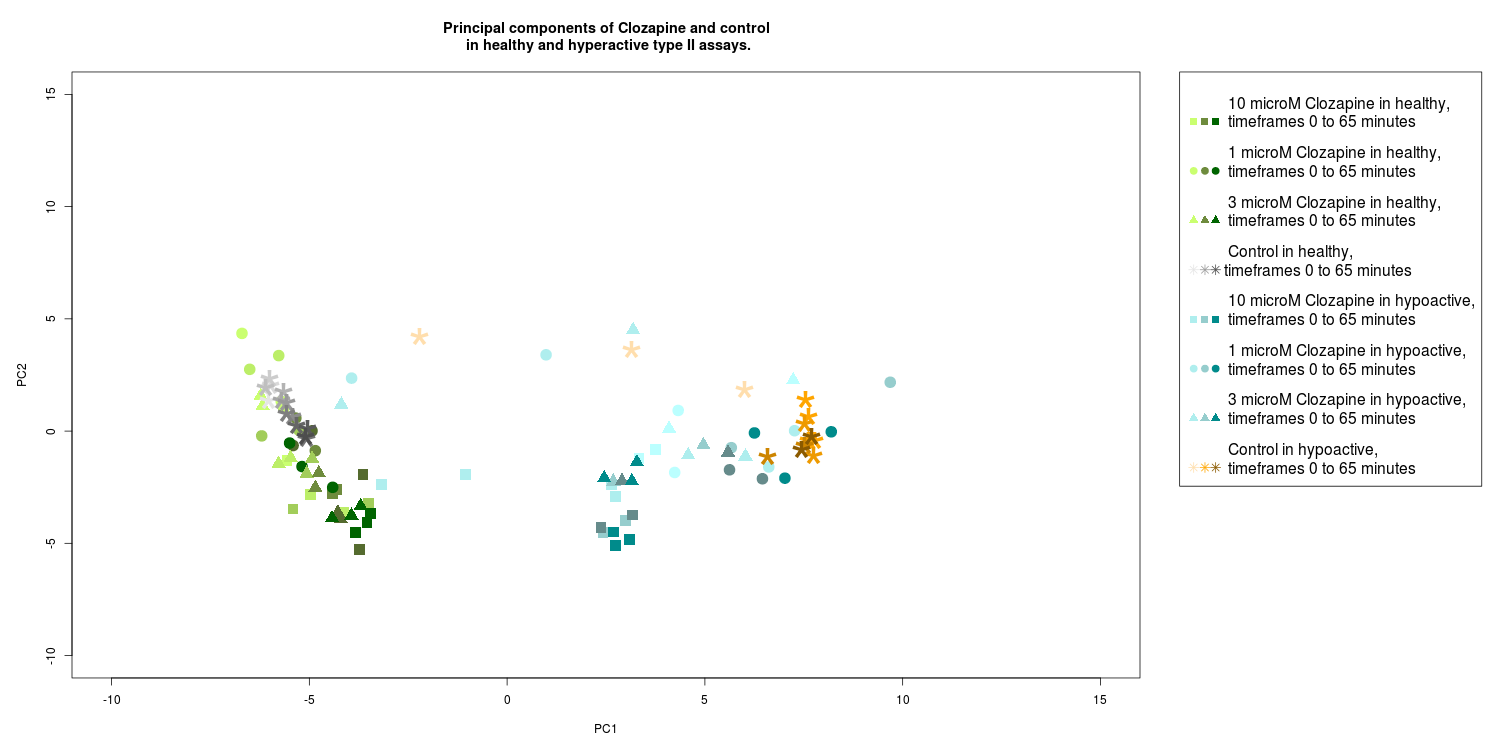 Principal components of Clozapine and control
in healthy and hyperactive type II assays.
15
10
5
0
-5
-10
PC2
-10
-5
0
5
10
15
PC1
10 microM Clozapine in healthy,
timeframes 0 to 65 minutes
1 microM Clozapine in healthy,
timeframes 0 to 65 minutes
3 microM Clozapine in healthy,
timeframes 0 to 65 minutes
Control in healthy,
timeframes 0 to 65 minutes
10 microM Clozapine in hypoactive,
timeframes 0 to 65 minutes
1 microM Clozapine in hypoactive,
timeframes 0 to 65 minutes
3 microM Clozapine in hypoactive,
timeframes 0 to 65 minutes
Control in hypoactive,
timeframes 0 to 65 minutes